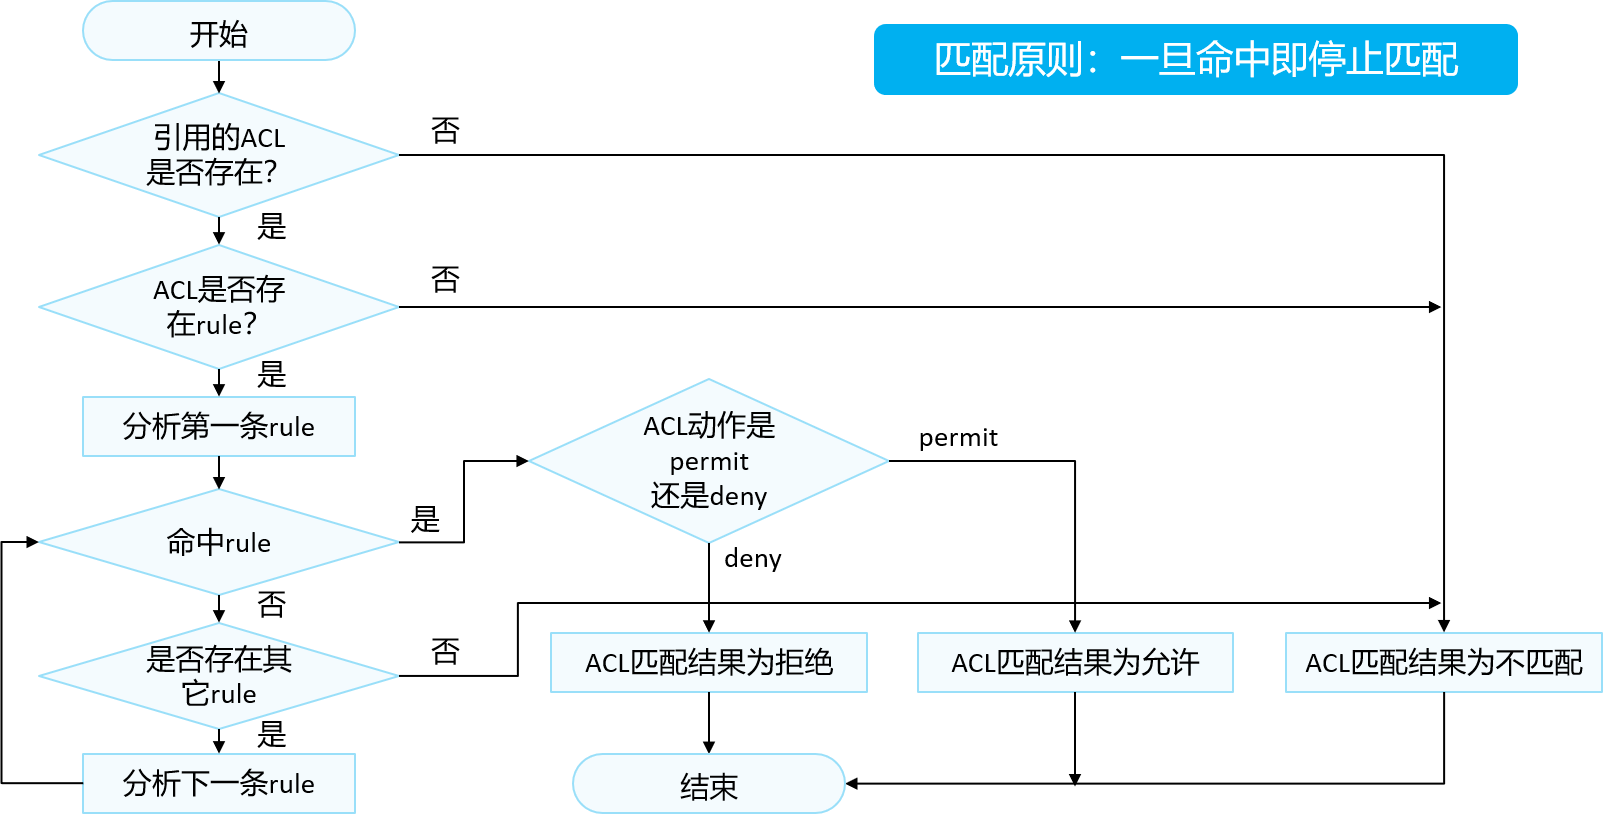 开始
匹配原则：一旦命中即停止匹配
引用的ACL
是否存在？
否
是
ACL是否存
在rule？
否
是
分析第一条rule
ACL动作是
permit
还是deny
permit
命中rule
是
deny
否
是否存在其
它rule
否
ACL匹配结果为拒绝
ACL匹配结果为允许
ACL匹配结果为不匹配
是
分析下一条rule
结束